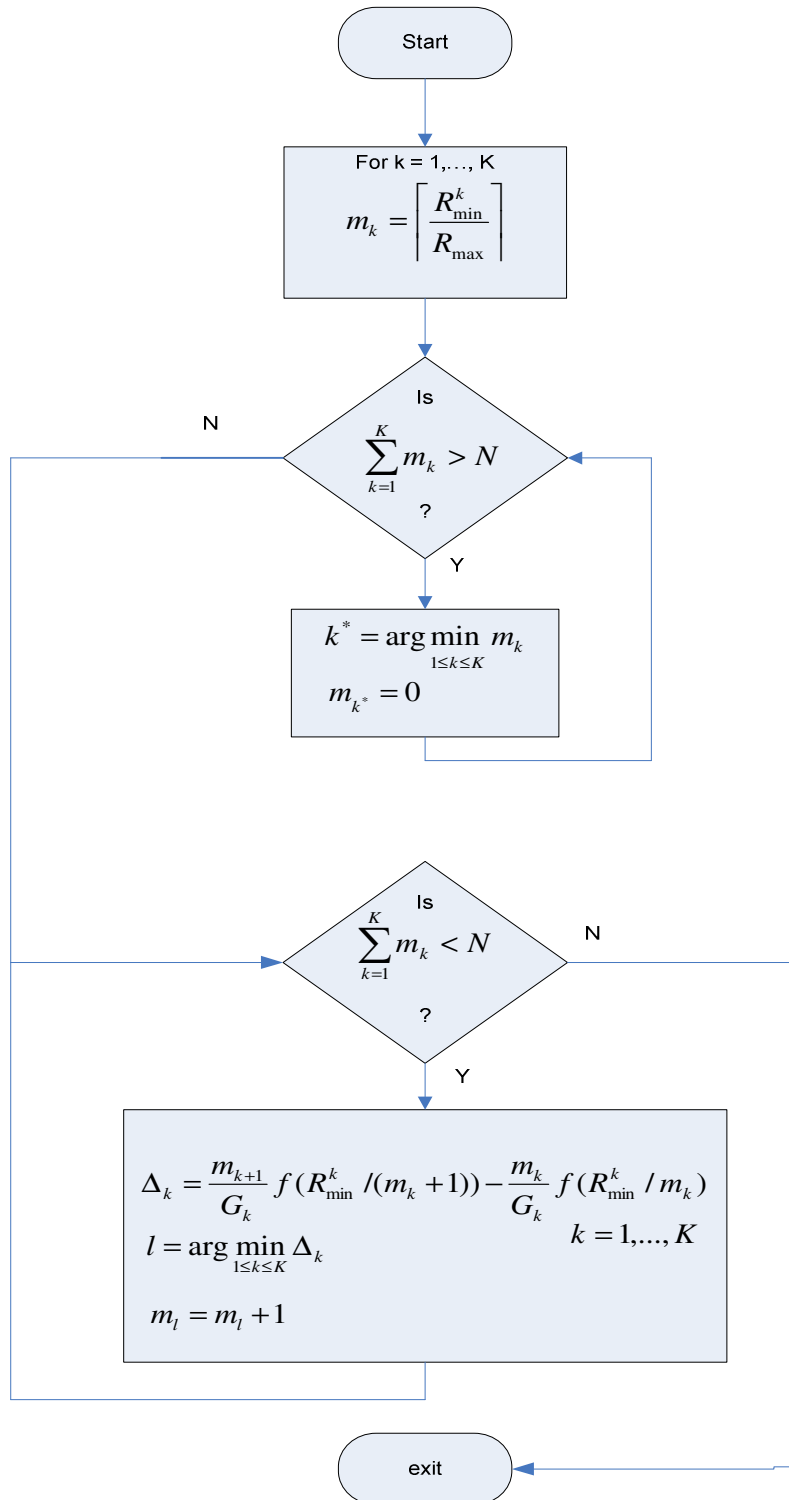 Start
For k = 1,..., K
m_k = ⌈ R^k_min / R_max ⌉
Is
N
∑_{k=1}^{K} m_k > N
?
Y
k^* = arg min_{1≤k≤K} m_k
m_{k^*} = 0
Is
N
∑_{k=1}^{K} m_k < N
?
Y
Δ_k = \frac{m_{k+1}}{G_k} f(R^k_min /(m_k +1)) − \frac{m_k}{G_k} f(R^k_min / m_k)
l = arg min_{1≤k≤K} Δ_k
k = 1,..., K
m_l = m_l +1
exit